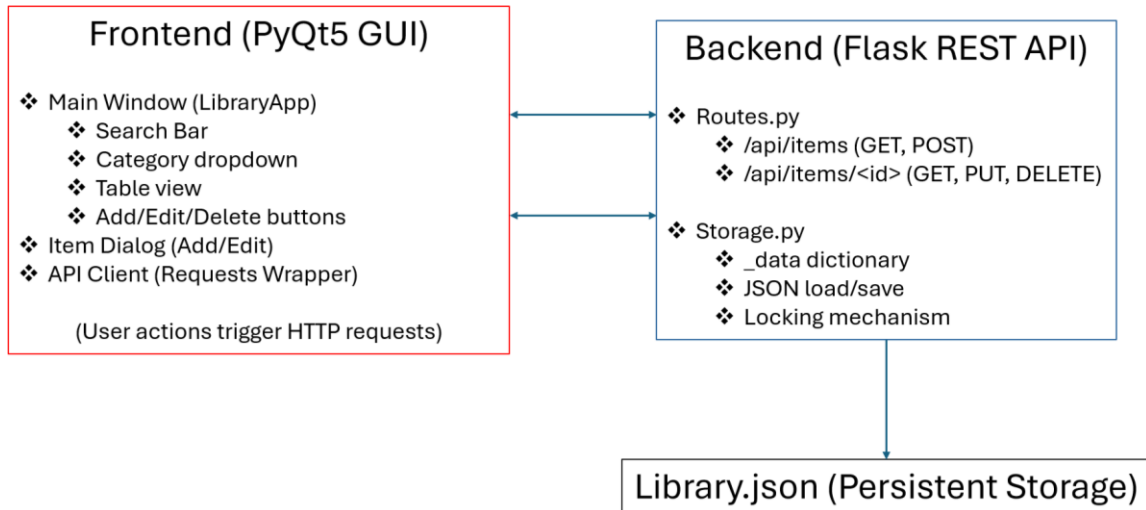 Frontend (PyQt5 GUI)
❖ Main Window (LibraryApp)
❖ Search Bar
❖ Category dropdown
❖ Table view
❖ Add/Edit/Delete buttons
❖ Item Dialog (Add/Edit)
❖ API Client (Requests Wrapper)
(User actions trigger HTTP requests)
Backend (Flask REST API)
❖ Routes.py
❖ /api/items (GET, POST)
❖ /api/items/<id> (GET, PUT, DELETE)
❖ Storage.py
❖ _data dictionary
❖ JSON load/save
❖ Locking mechanism
Library.json (Persistent Storage)